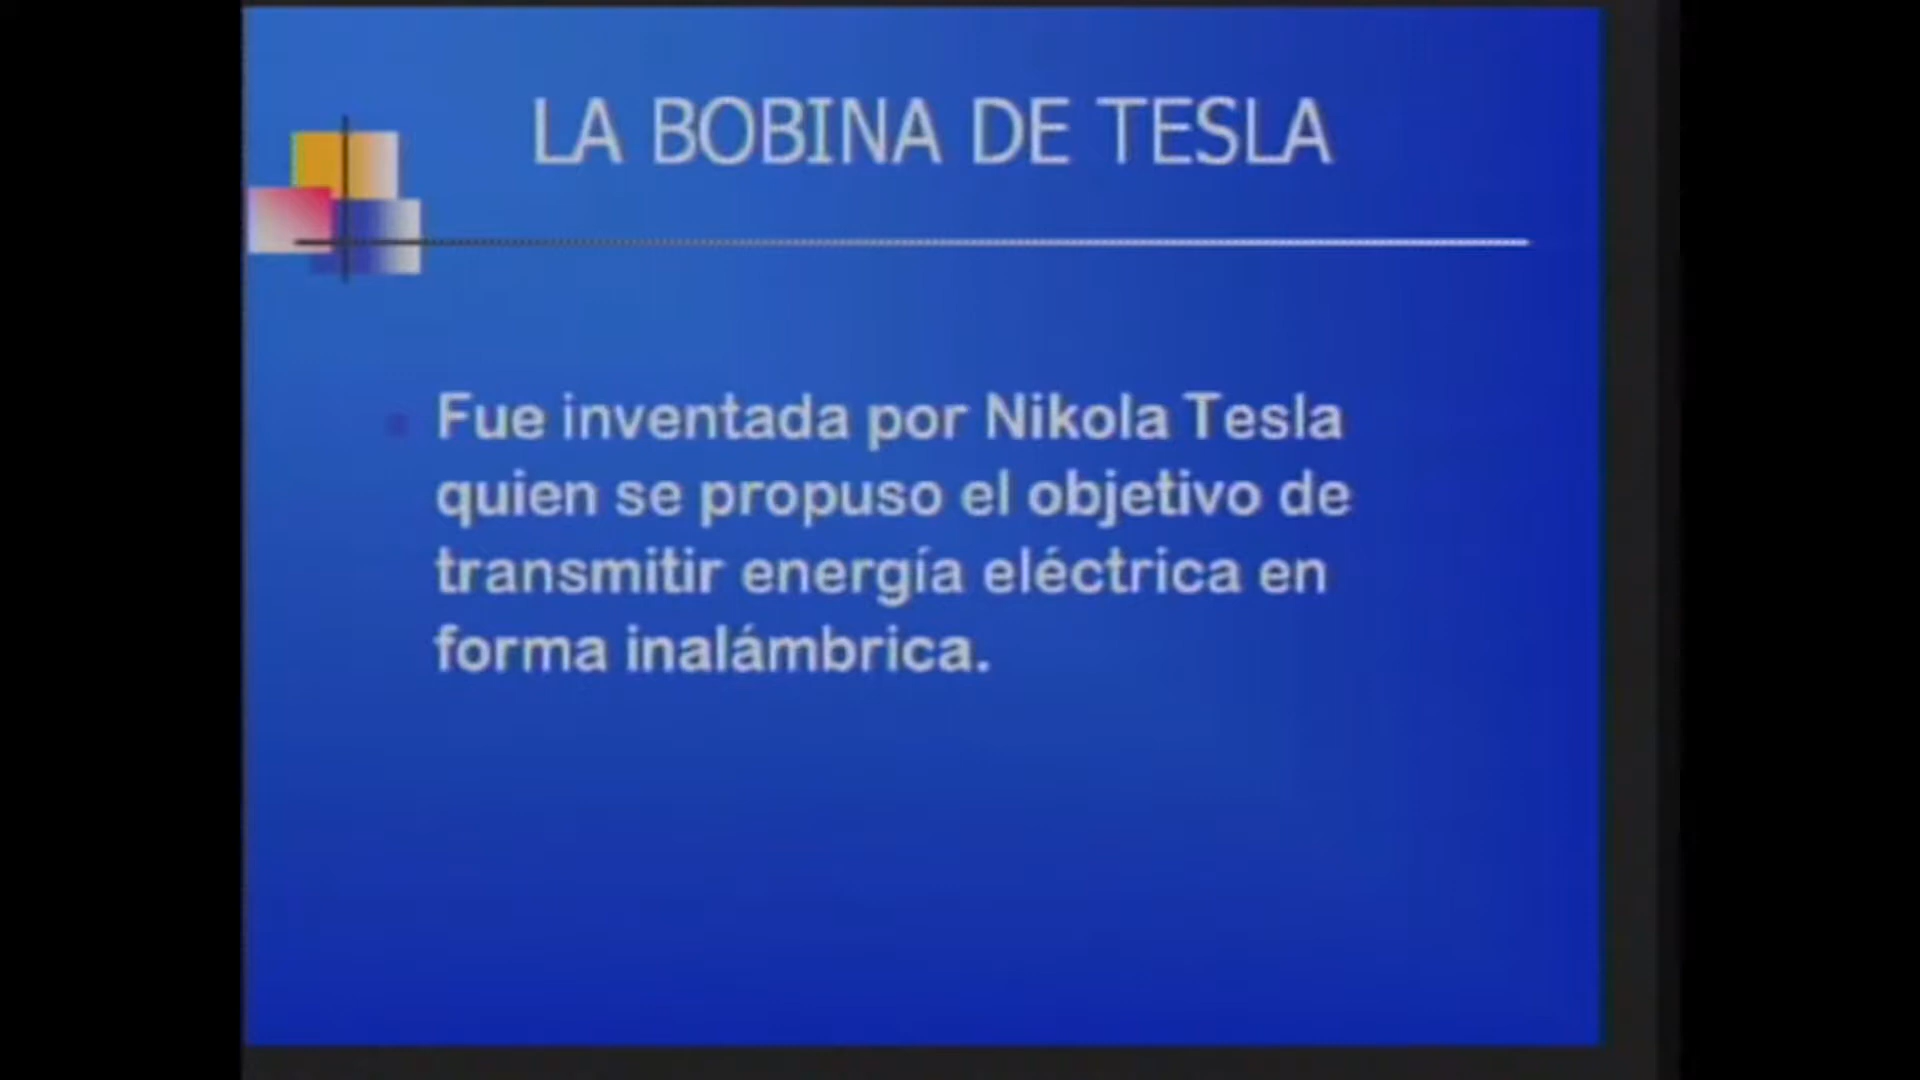 LA BOBINA DE TESLA
Fue inventada por Nikola Tesla
quien se propuso el objetivo de
transmitir energía eléctrica en
forma inalámbrica.